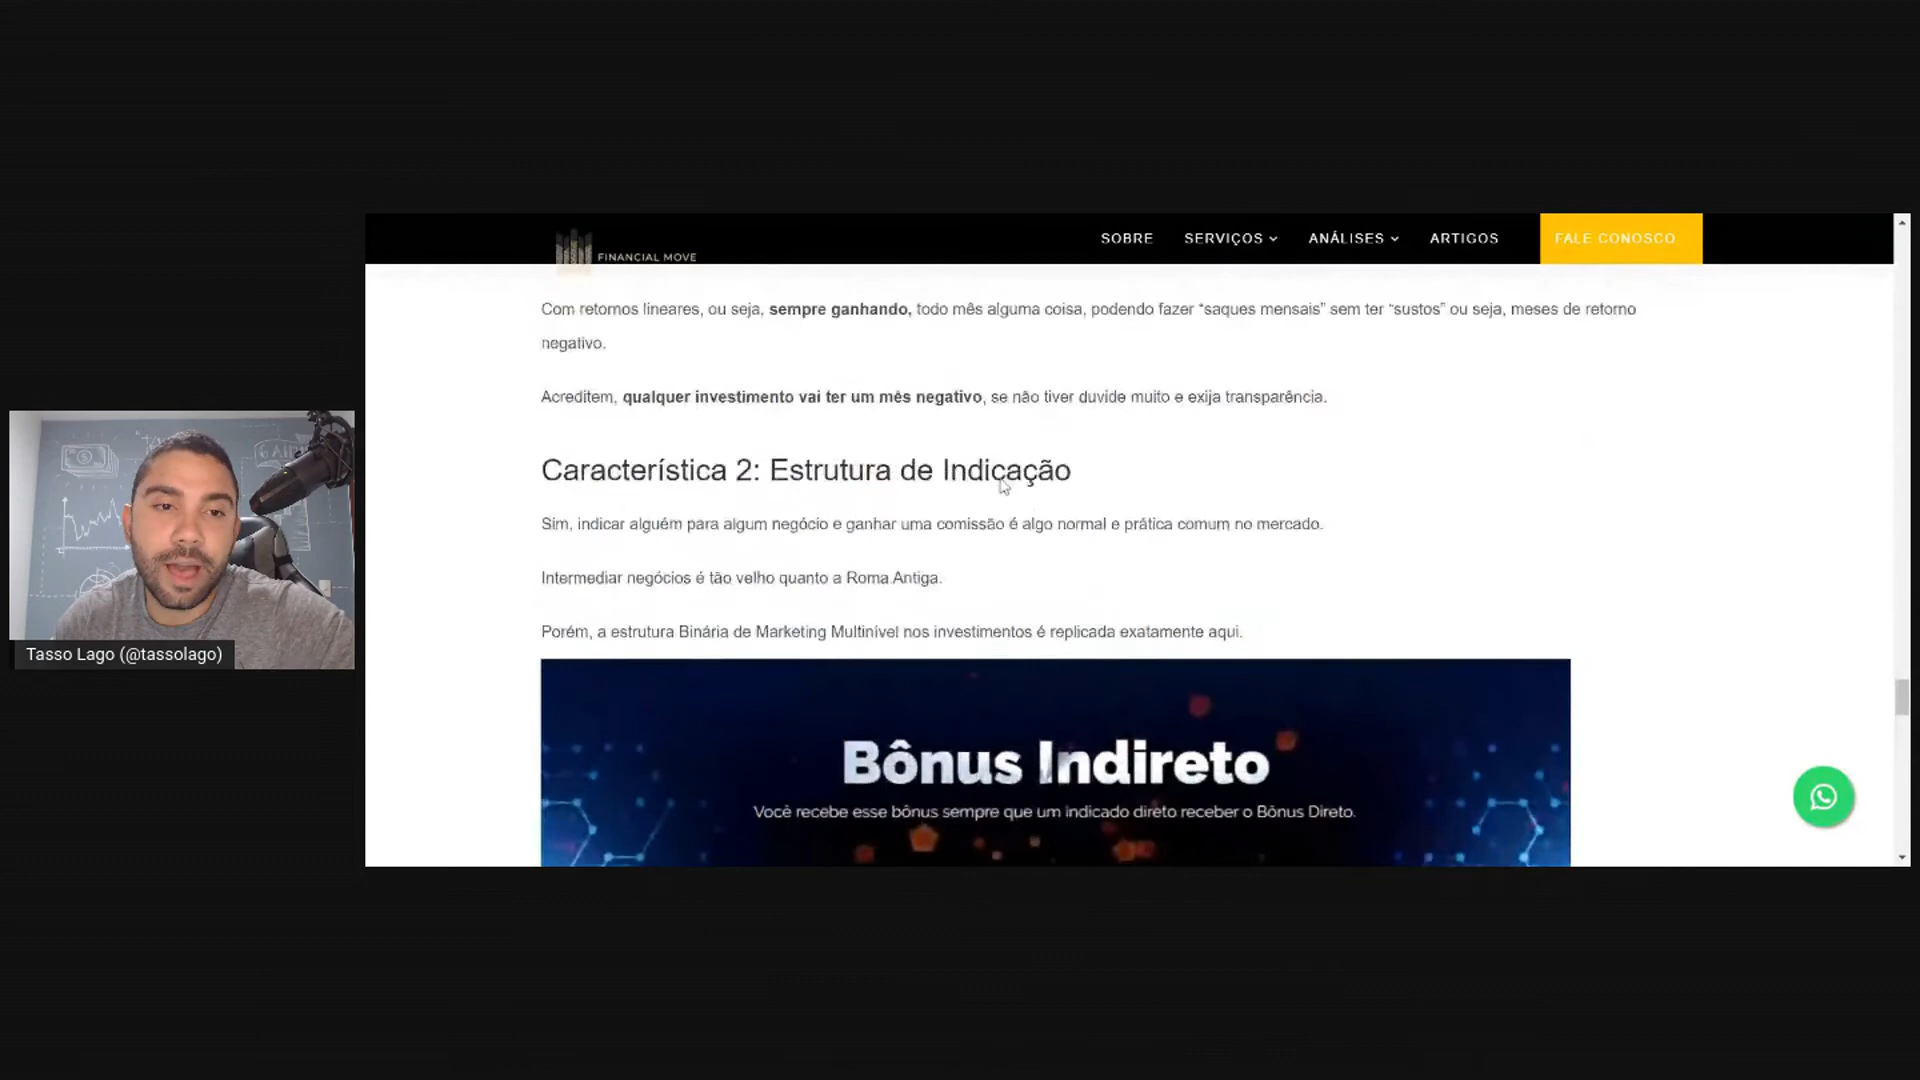 FINANCIAL MOVE
SOBRE SERVIÇOS ANÁLISES ARTIGOS FALE CONOSCO
Com retornos lineares, ou seja, sempre ganhando, todo mês alguma coisa, podendo fazer “saques mensais” sem ter “sustos” ou seja, meses de retorno
negativo.
Acreditem, qualquer investimento vai ter um mês negativo, se não tiver duvide muito e exija transparência.
Característica 2: Estrutura de Indicação
Sim, indicar alguém para algum negócio e ganhar uma comissão é algo normal e prática comum no mercado.
Intermediar negócios é tão velho quanto a Roma Antiga.
Porém, a estrutura Binária de Marketing Multinível nos investimentos é replicada exatamente aqui.
Bônus Indireto
Você recebe esse bônus sempre que um indicado direto receber o Bônus Direto.
Tasso Lago (@tassolago)